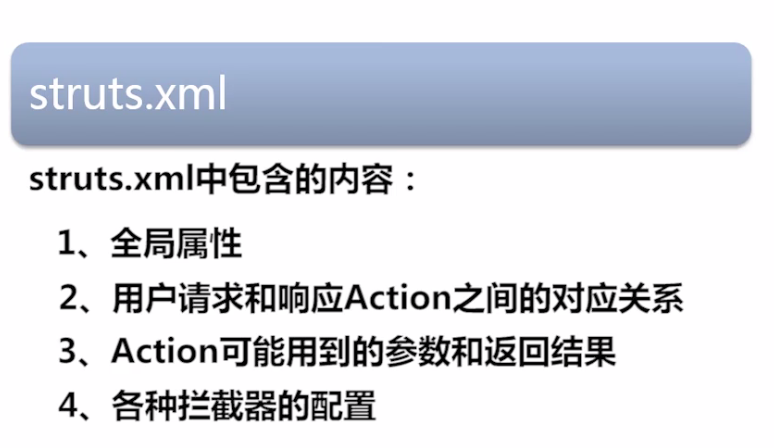 struts.xml
struts.xml中包含的内容：
1、全局属性
2、用户请求和响应Action之间的对应关系
3、Action可能用到的参数和返回结果
4、各种拦截器的配置